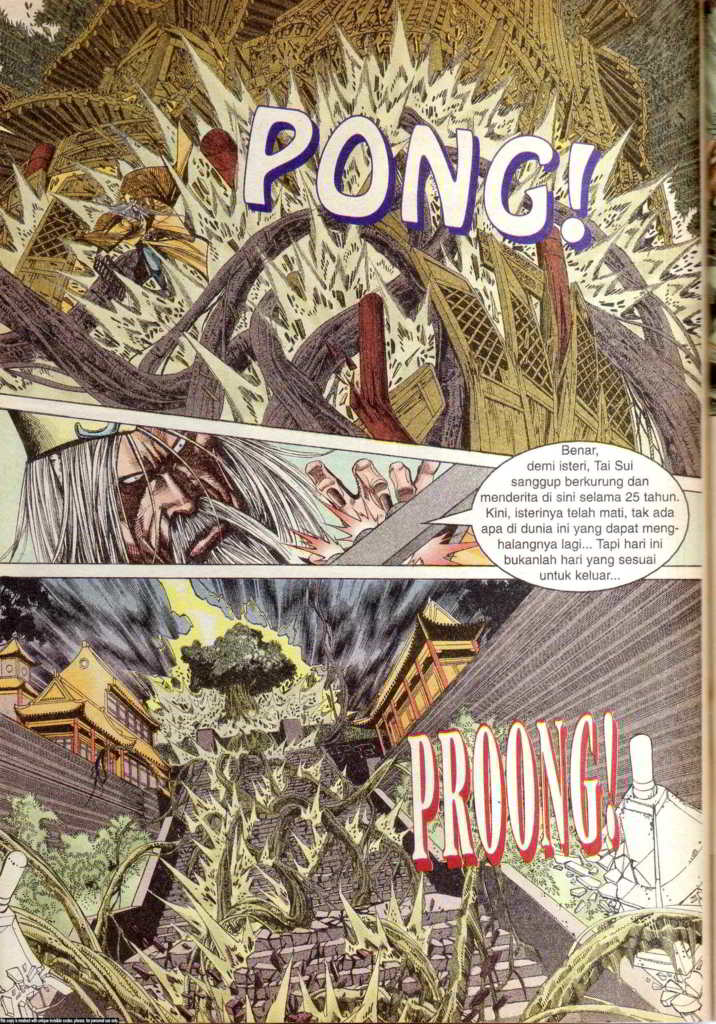 PONG!
Benar,
demi isteri, Tai Sui
sanggup berkurung dan
menderita di sini selama 25 tahun.
Kini, isterinya telah mati, tak ada
apa di dunia ini yang dapat meng-
halangnya lagi... Tapi hari ini
bukanlah hari yang sesuai
untuk keluar...
PROONG!